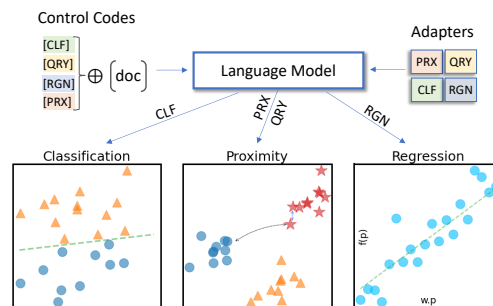 Control Codes
[CLF]
[QRY]
[RGN]
[PRX]
⊕ [doc]
Language Model
Adapters
PRX QRY
CLF RGN
CLF
PRX
QRY
RGN
Classification
Proximity
Regression
f(p)
w.p